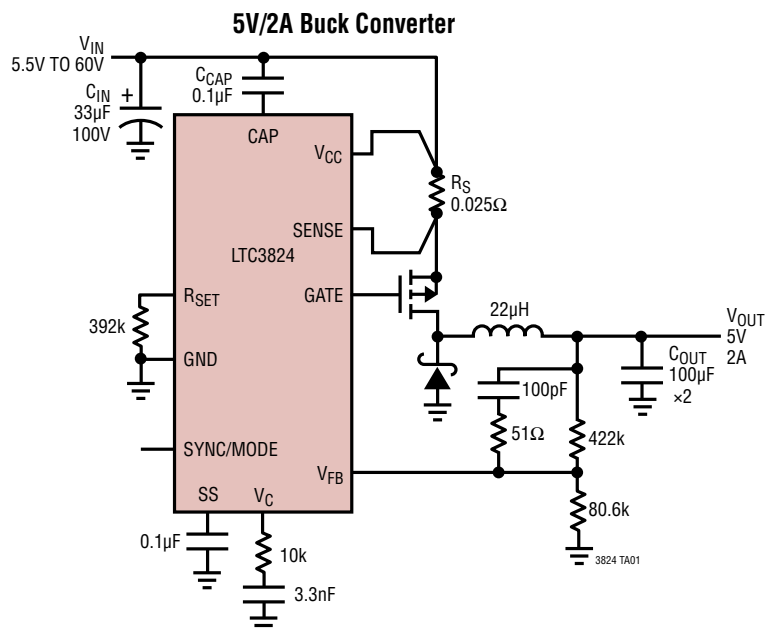 5V/2A Buck Converter
VIN
5.5V TO 60V
CIN
33µF
100V
+
CCAP
0.1µF
CAP
VCC
RS
0.025Ω
SENSE
LTC3824
RSET
GATE
392k
GND
22µH
VOUT
5V
2A
COUT
100µF
×2
100pF
51Ω
422k
SYNC/MODE
VFB
SS
VC
80.6k
0.1µF
10k
3.3nF
3824 TA01